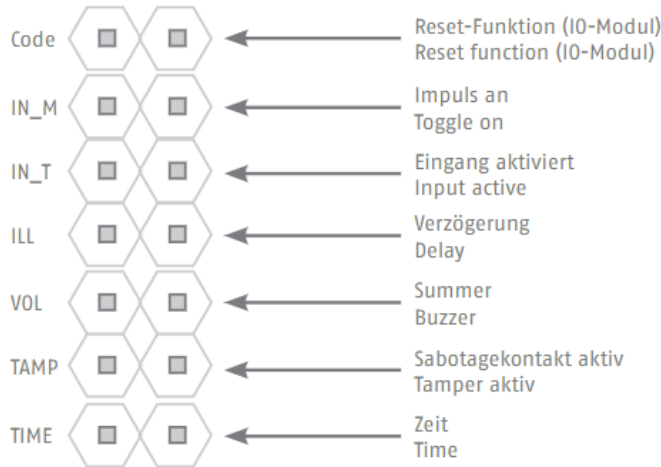 Code
Reset-Funktion (IO-Modul)
Reset function (IO-Modul)
IN_M
Impuls an
Toggle on
IN_T
Eingang aktiviert
Input active
ILL
Verzögerung
Delay
VOL
Summer
Buzzer
TAMP
Sabotagekontakt aktiv
Tamper aktiv
TIME
Zeit
Time